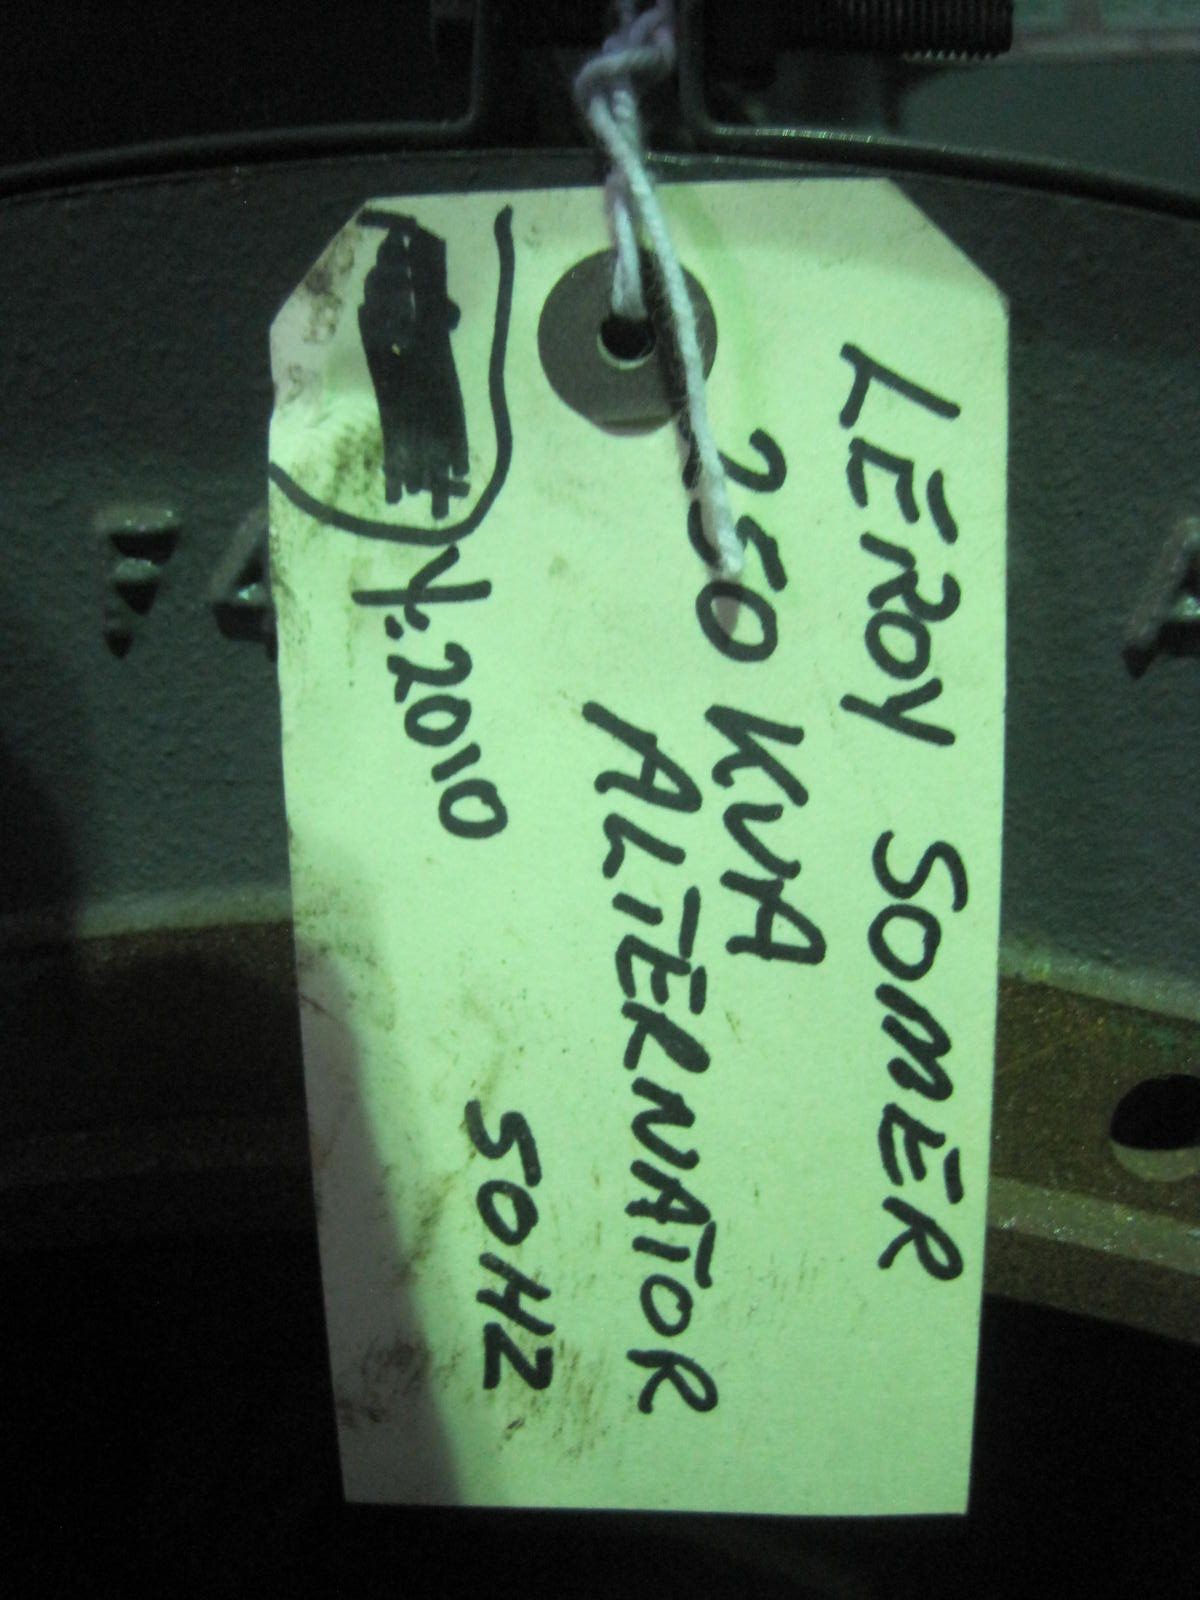 LEROY SOMER
250 KVA
ALTERNATOR
Y.2010
50HZ